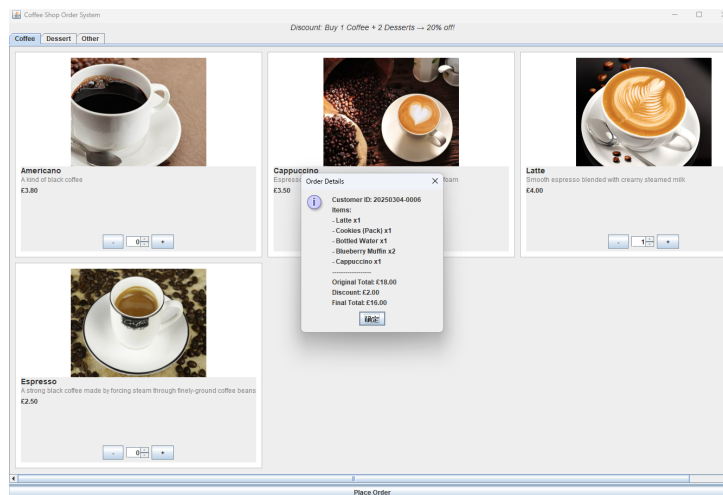 Coffee Shop Order System
Discount: Buy 1 Coffee + 2 Desserts → 20% off!
Coffee Dessert Other
Americano
A kind of black coffee
£3.80
- 0 +
Cappuccino
£3.50
Latte
Smooth espresso blended with creamy steamed milk
£4.00
- 1 +
Order Details
Customer ID: 20250304-0006
Items:
- Latte x1
- Cookies (Pack) x1
- Bottled Water x1
- Blueberry Muffin x2
- Cappuccino x1
------------------
Original Total: £18.00
Discount: £2.00
Final Total: £16.00
Espresso
A strong black coffee made by forcing steam through finely-ground coffee beans
£2.50
- 0 +
Place Order